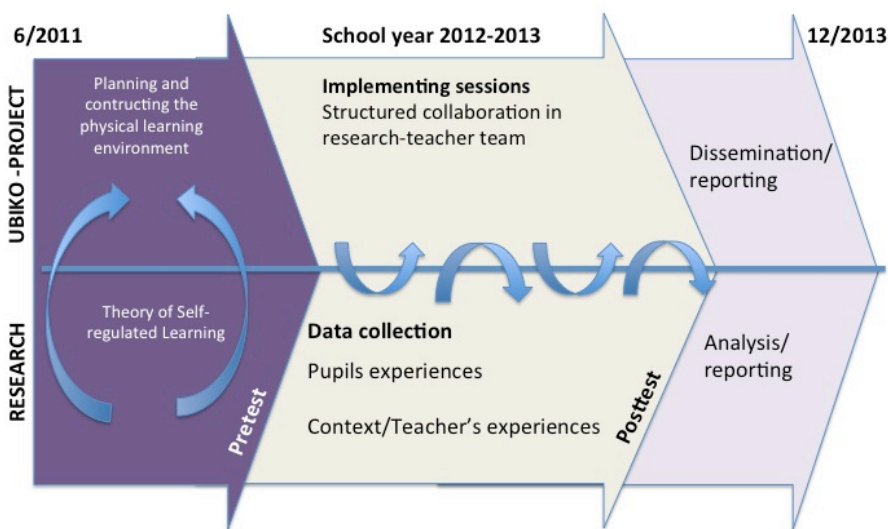 6/2011
School year 2012-2013
12/2013
UBIKO -PROJECT
Planning and
contructing the
physical learning
environment
Implementing sessions
Structured collaboration in
research-teacher team
Dissemination/
reporting
RESEARCH
Theory of Self-
regulated Learning
Pretest
Data collection
Pupils experiences
Context/Teacher's experiences
Posttest
Analysis/
reporting